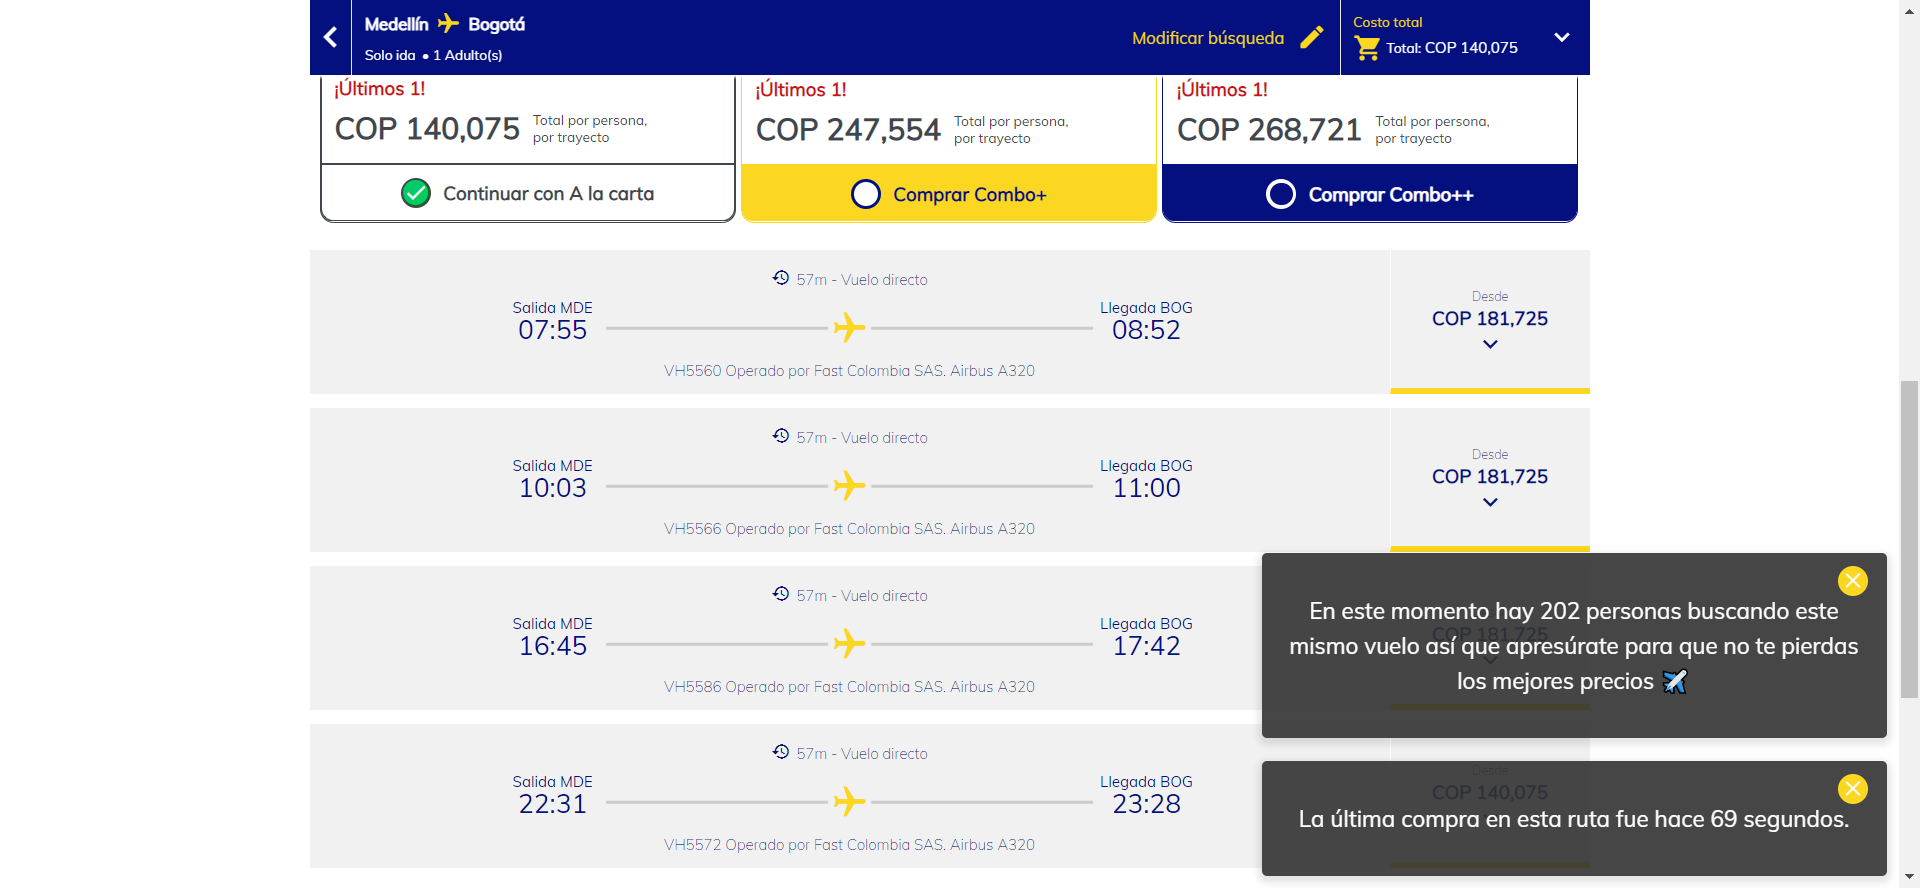 Medellín Bogotá
Solo ida • 1 Adulto(s)
Modificar búsqueda
Costo total
Total: COP 140,075
¡Últimos 1!
COP 140,075 Total por persona,
por trayecto
Continuar con A la carta
¡Últimos 1!
COP 247,554 Total por persona,
por trayecto
Comprar Combo+
¡Últimos 1!
COP 268,721 Total por persona,
por trayecto
Comprar Combo++
57m - Vuelo directo
Salida MDE
07:55
Llegada BOG
08:52
VH5560 Operado por Fast Colombia SAS. Airbus A320
Desde
COP 181,725
57m - Vuelo directo
Salida MDE
10:03
Llegada BOG
11:00
VH5566 Operado por Fast Colombia SAS. Airbus A320
Desde
COP 181,725
57m - Vuelo directo
Salida MDE
16:45
Llegada BOG
17:42
VH5586 Operado por Fast Colombia SAS. Airbus A320
COP 181,725
En este momento hay 202 personas buscando este
mismo vuelo así que apresúrate para que no te pierdas
los mejores precios
57m - Vuelo directo
Salida MDE
22:31
Llegada BOG
23:28
VH5572 Operado por Fast Colombia SAS. Airbus A320
Desde
COP 140,075
La última compra en esta ruta fue hace 69 segundos.